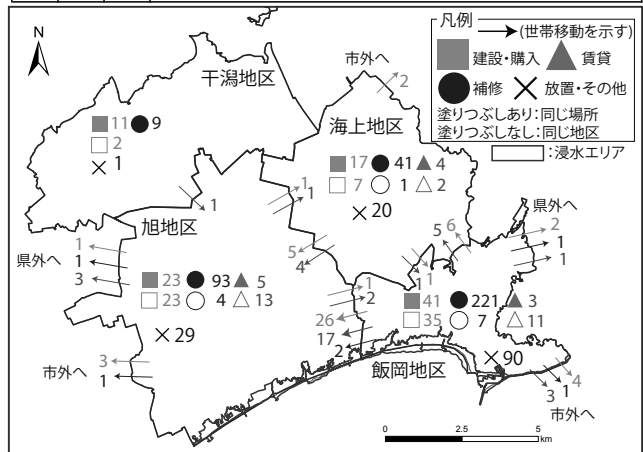 N
凡例
(世帯移動を示す)
建設・購入 賃貸
補修 放置・その他
塗りつぶしあり：同じ場所
塗りつぶしなし：同じ地区
：浸水エリア
市外へ
2
干潟地区
11 9
2
1
海上地区
17 41 4
7 1 2
20
1
1
1
旭地区
5
4
5 6
県外へ
2
1
1
1
1
県外へ
1
1
3
23 93 5
23 4 13
29
1
2
26
17
2
41 221 3
35 7 11
90
市外へ
3
1
飯岡地区
4
1
3
市外へ
0 2.5 5
km